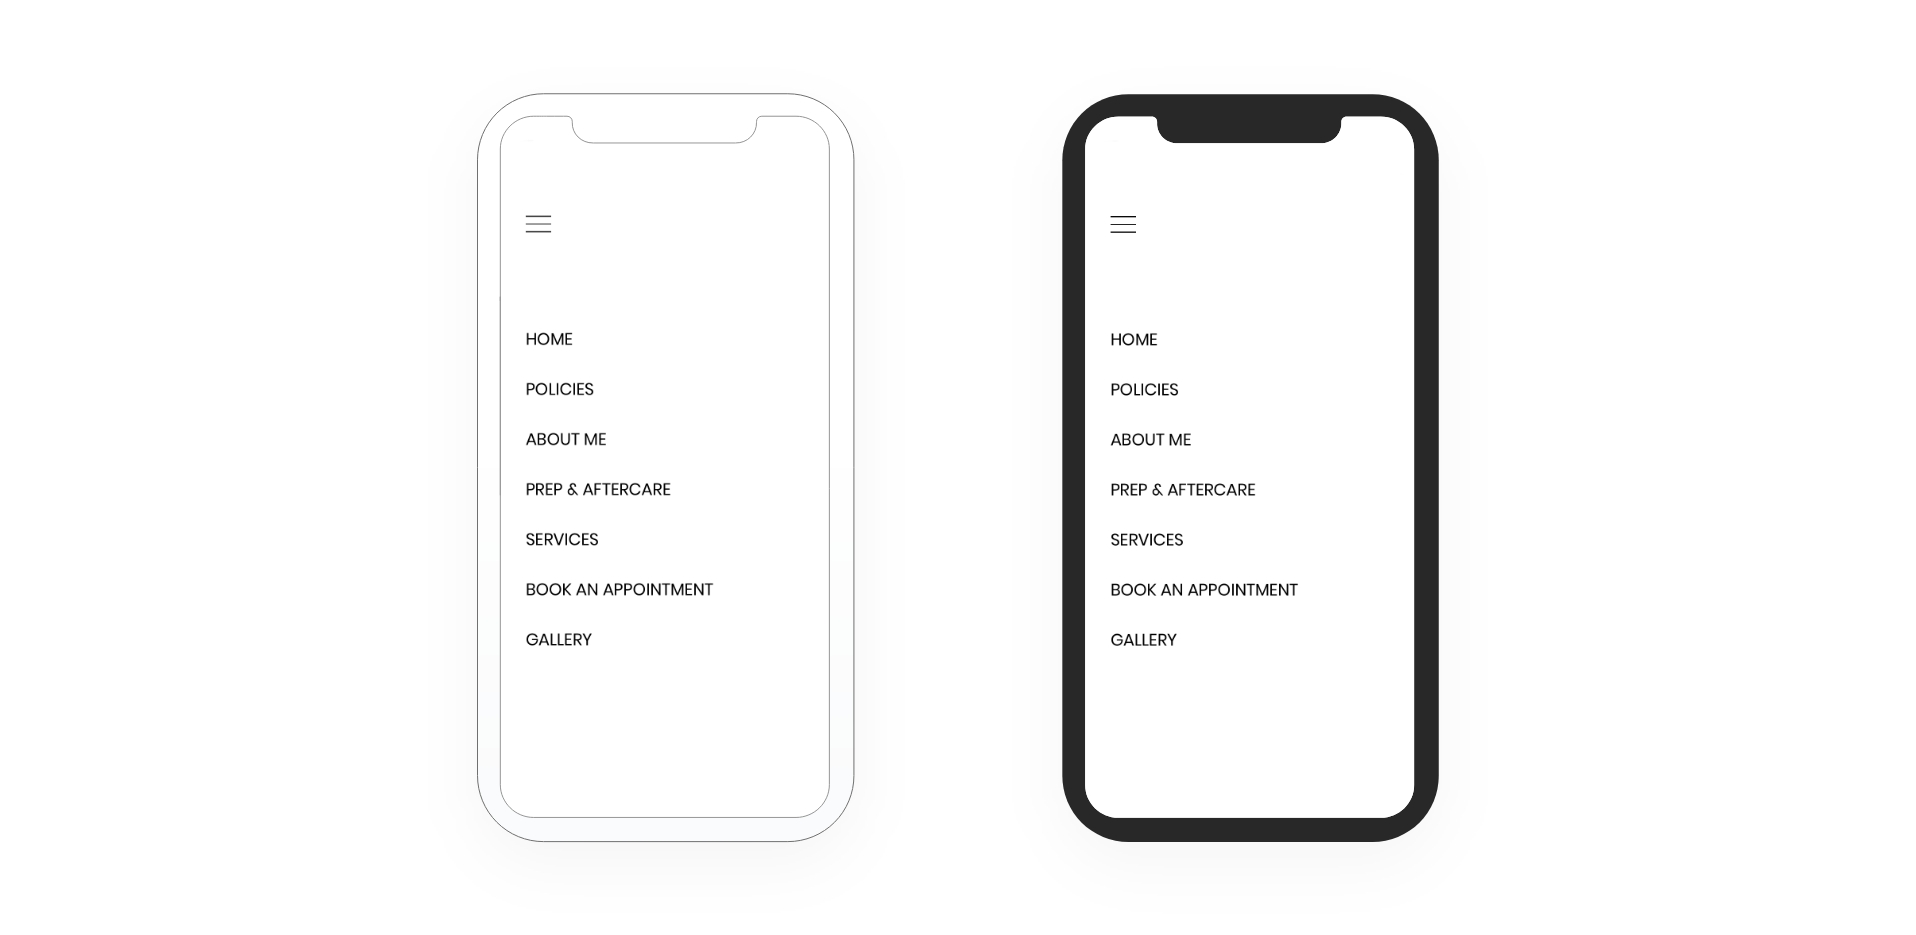 HOME
POLICIES
ABOUT ME
PREP & AFTERCARE
SERVICES
BOOK AN APPOINTMENT
GALLERY
HOME
POLICIES
ABOUT ME
PREP & AFTERCARE
SERVICES
BOOK AN APPOINTMENT
GALLERY